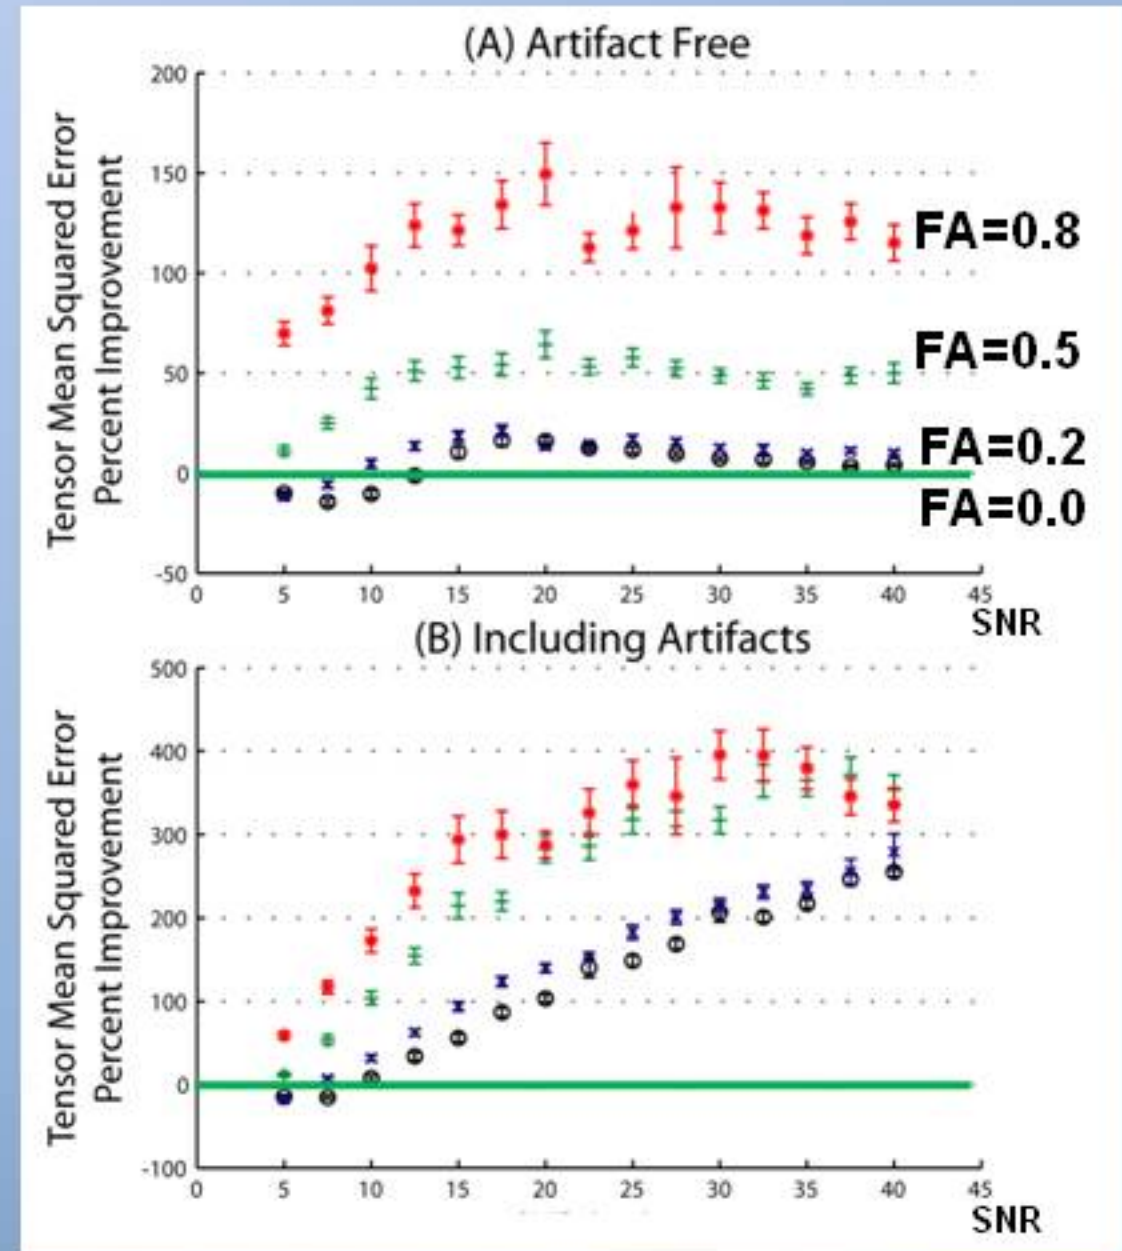 (A) Artifact Free
Tensor Mean Squared Error
Percent Improvement
200
150
100
50
0
-50
0 5 10 15 20 25 30 35 40 45
SNR
FA=0.8
FA=0.5
FA=0.2
FA=0.0
(B) Including Artifacts
Tensor Mean Squared Error
Percent Improvement
500
400
300
200
100
0
-100
0 5 10 15 20 25 30 35 40 45
SNR